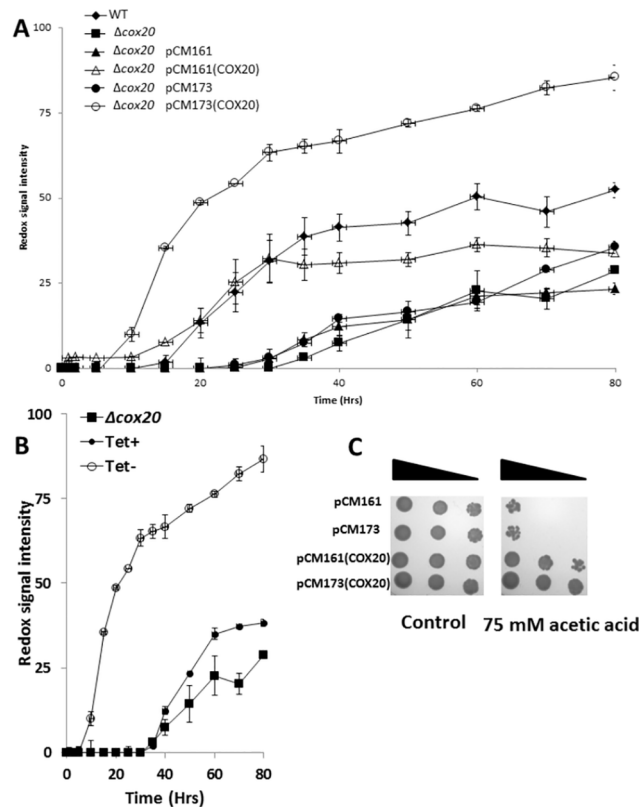 A
WT
Δcox20
Δcox20 pCM161
Δcox20 pCM161(COX20)
Δcox20 pCM173
Δcox20 pCM173(COX20)
100
75
50
25
0
Redox signal intensity
0
20
40
60
80
Time (Hrs)
B
Δcox20
Tet+
Tet-
100
75
50
25
0
Redox signal intensity
0 20 40 60 80
Time (Hrs)
C
pCM161
pCM173
pCM161(COX20)
pCM173(COX20)
Control 75 mM acetic acid